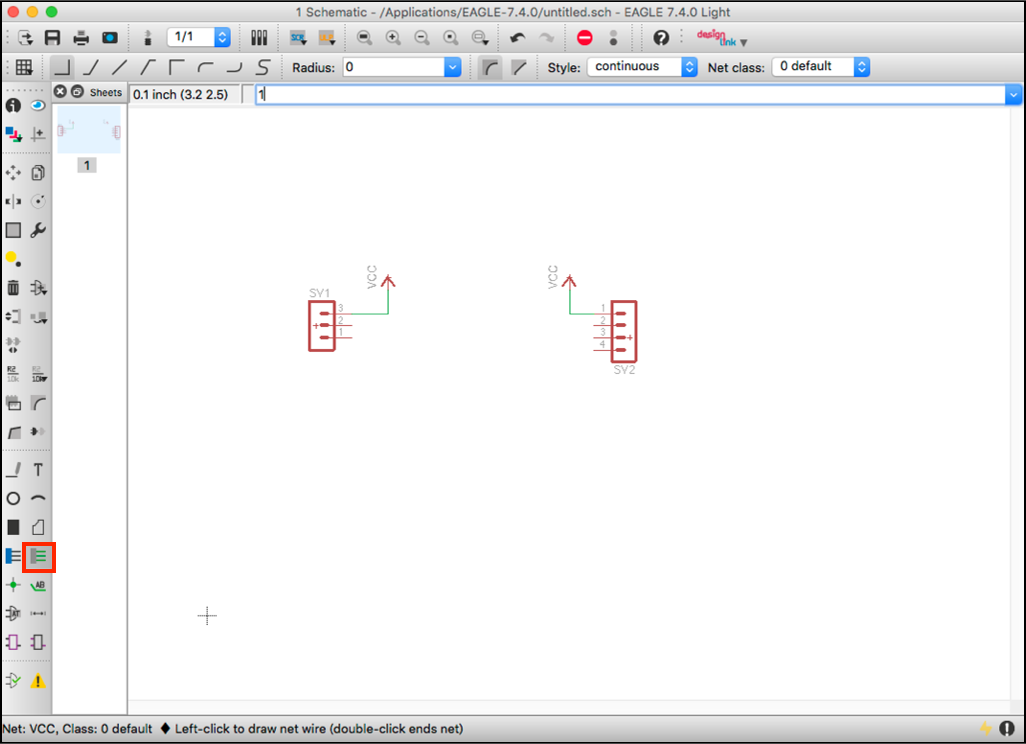 1 Schematic - /Applications/EAGLE-7.4.0/untitled.sch - EAGLE 7.4.0 Light
1/1
design
link
Radius: 0
Style: continuous
Net class: 0 default
Sheets
0.1 inch (3.2 2.5)
1
1
VCC
VCC
SV1
3
2
1
1
2
3
4
SV2
R2
10k
R2
10k
T
AB
Net: VCC, Class: 0 default ♦ Left-click to draw net wire (double-click ends net)